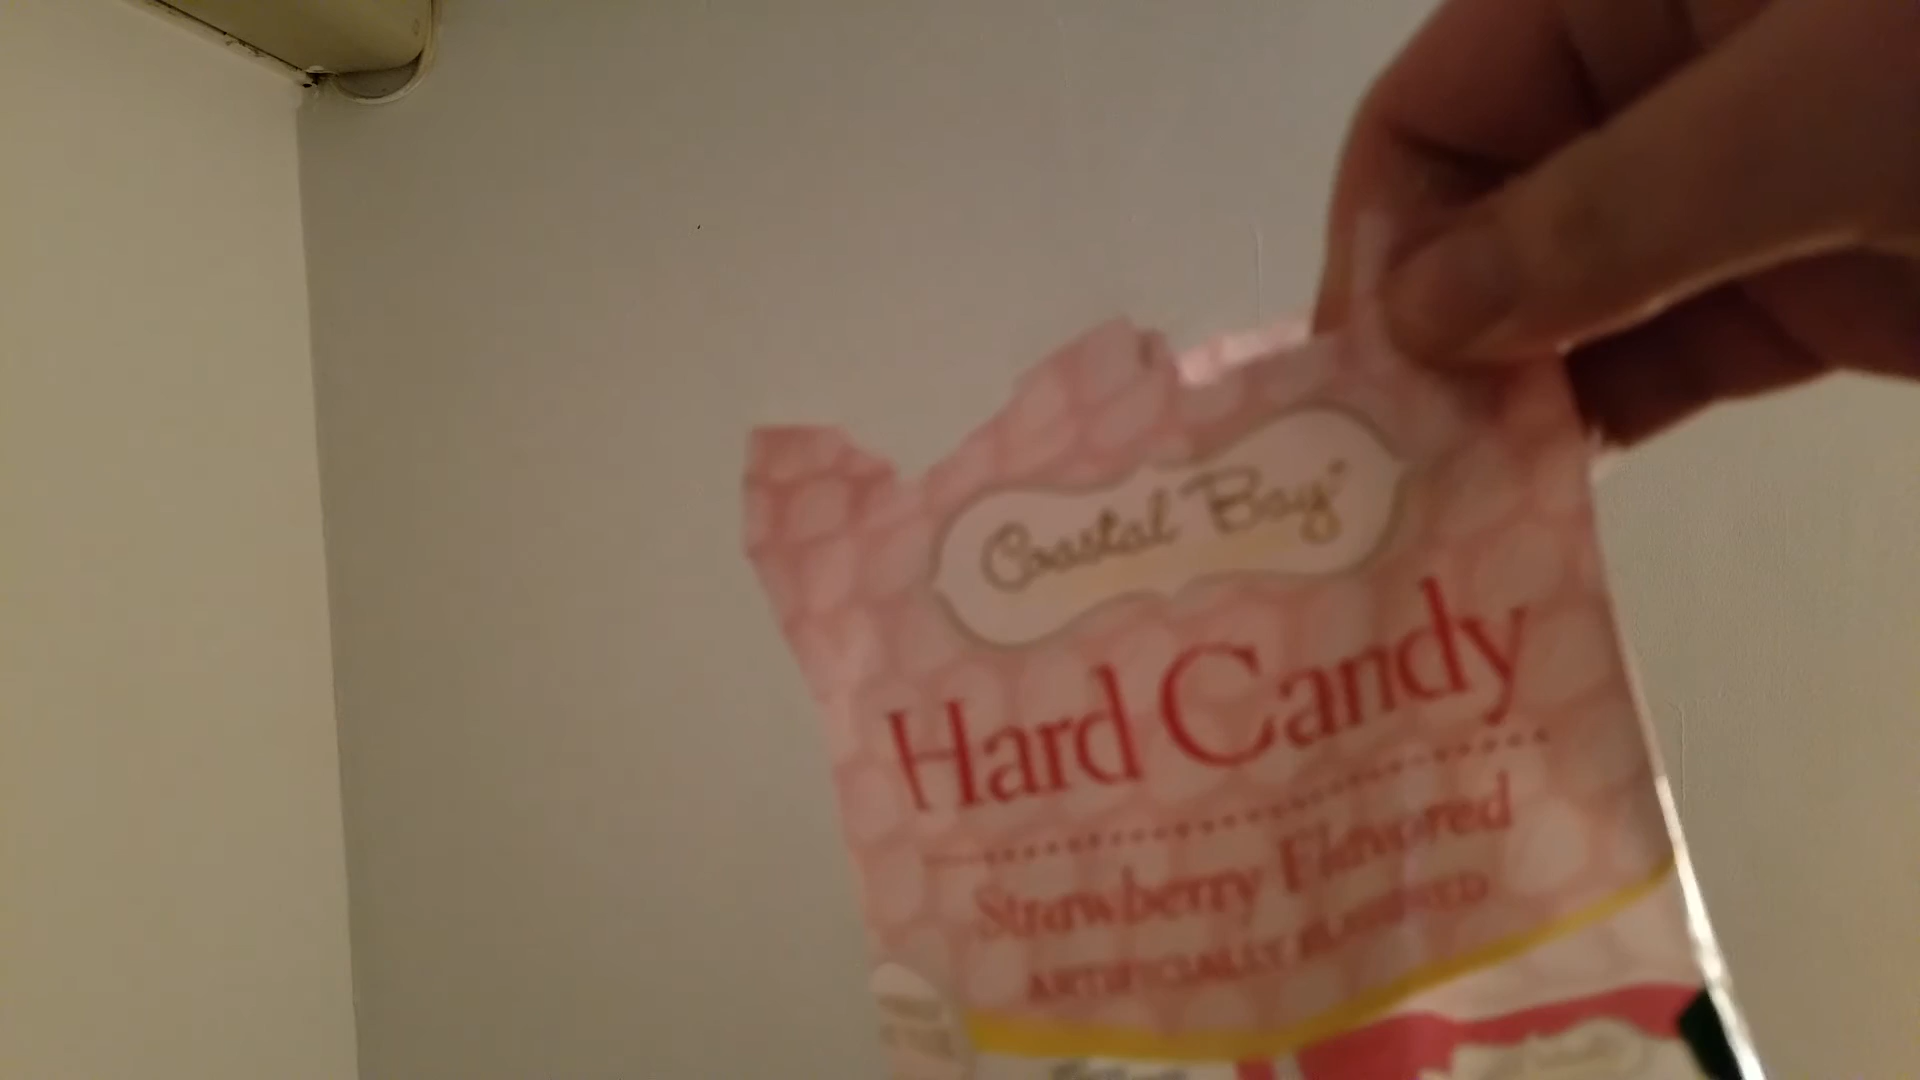 Coastal Bay
Hard Candy
Strawberry Flavored
ARTIFICIALLY FLAVORED